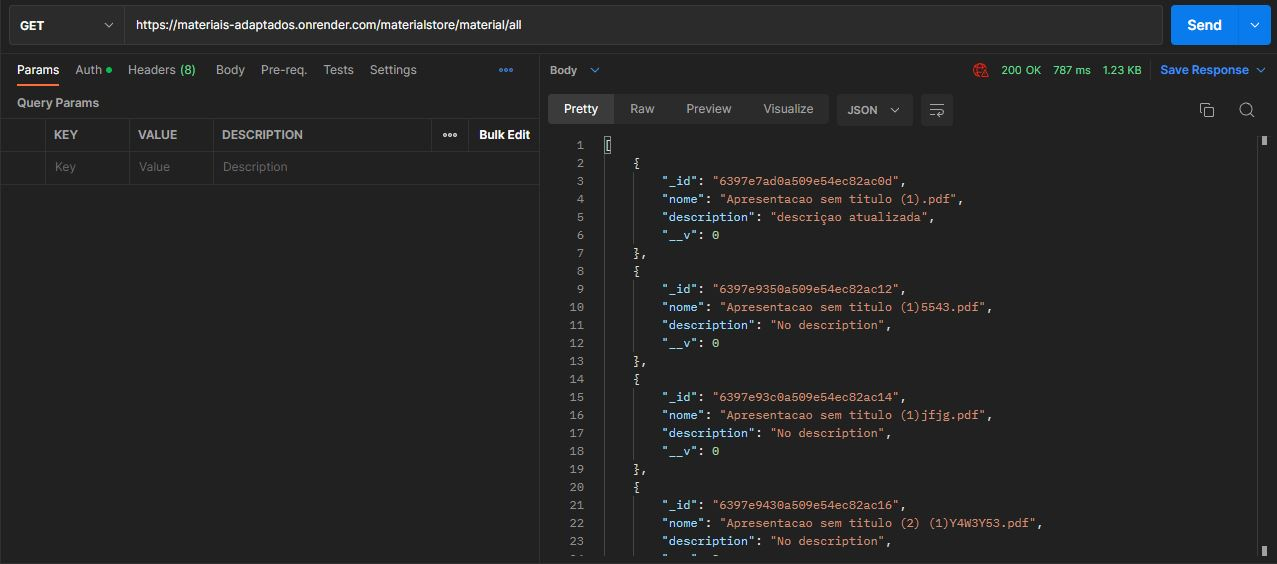 GET https://materiais-adaptados.onrender.com/materialstore/material/all Send
Params Auth Headers (8) Body Pre-req. Tests Settings
Query Params
KEY VALUE DESCRIPTION Bulk Edit
Key Value Description
Body 200 OK 787 ms 1.23 KB Save Response
Pretty Raw Preview Visualize JSON
1 [
2 {
3 "_id": "6397e7ad0a509e54ec82ac0d",
4 "nome": "Apresentacao sem titulo (1).pdf",
5 "description": "descriçao atualizada",
6 "__v": 0
7 },
8 {
9 "_id": "6397e9350a509e54ec82ac12",
10 "nome": "Apresentacao sem titulo (1)5543.pdf",
11 "description": "No description",
12 "__v": 0
13 },
14 {
15 "_id": "6397e93c0a509e54ec82ac14",
16 "nome": "Apresentacao sem titulo (1)jfjg.pdf",
17 "description": "No description",
18 "__v": 0
19 },
20 {
21 "_id": "6397e9430a509e54ec82ac16",
22 "nome": "Apresentacao sem titulo (2) (1)Y4W3Y53.pdf",
23 "description": "No description",